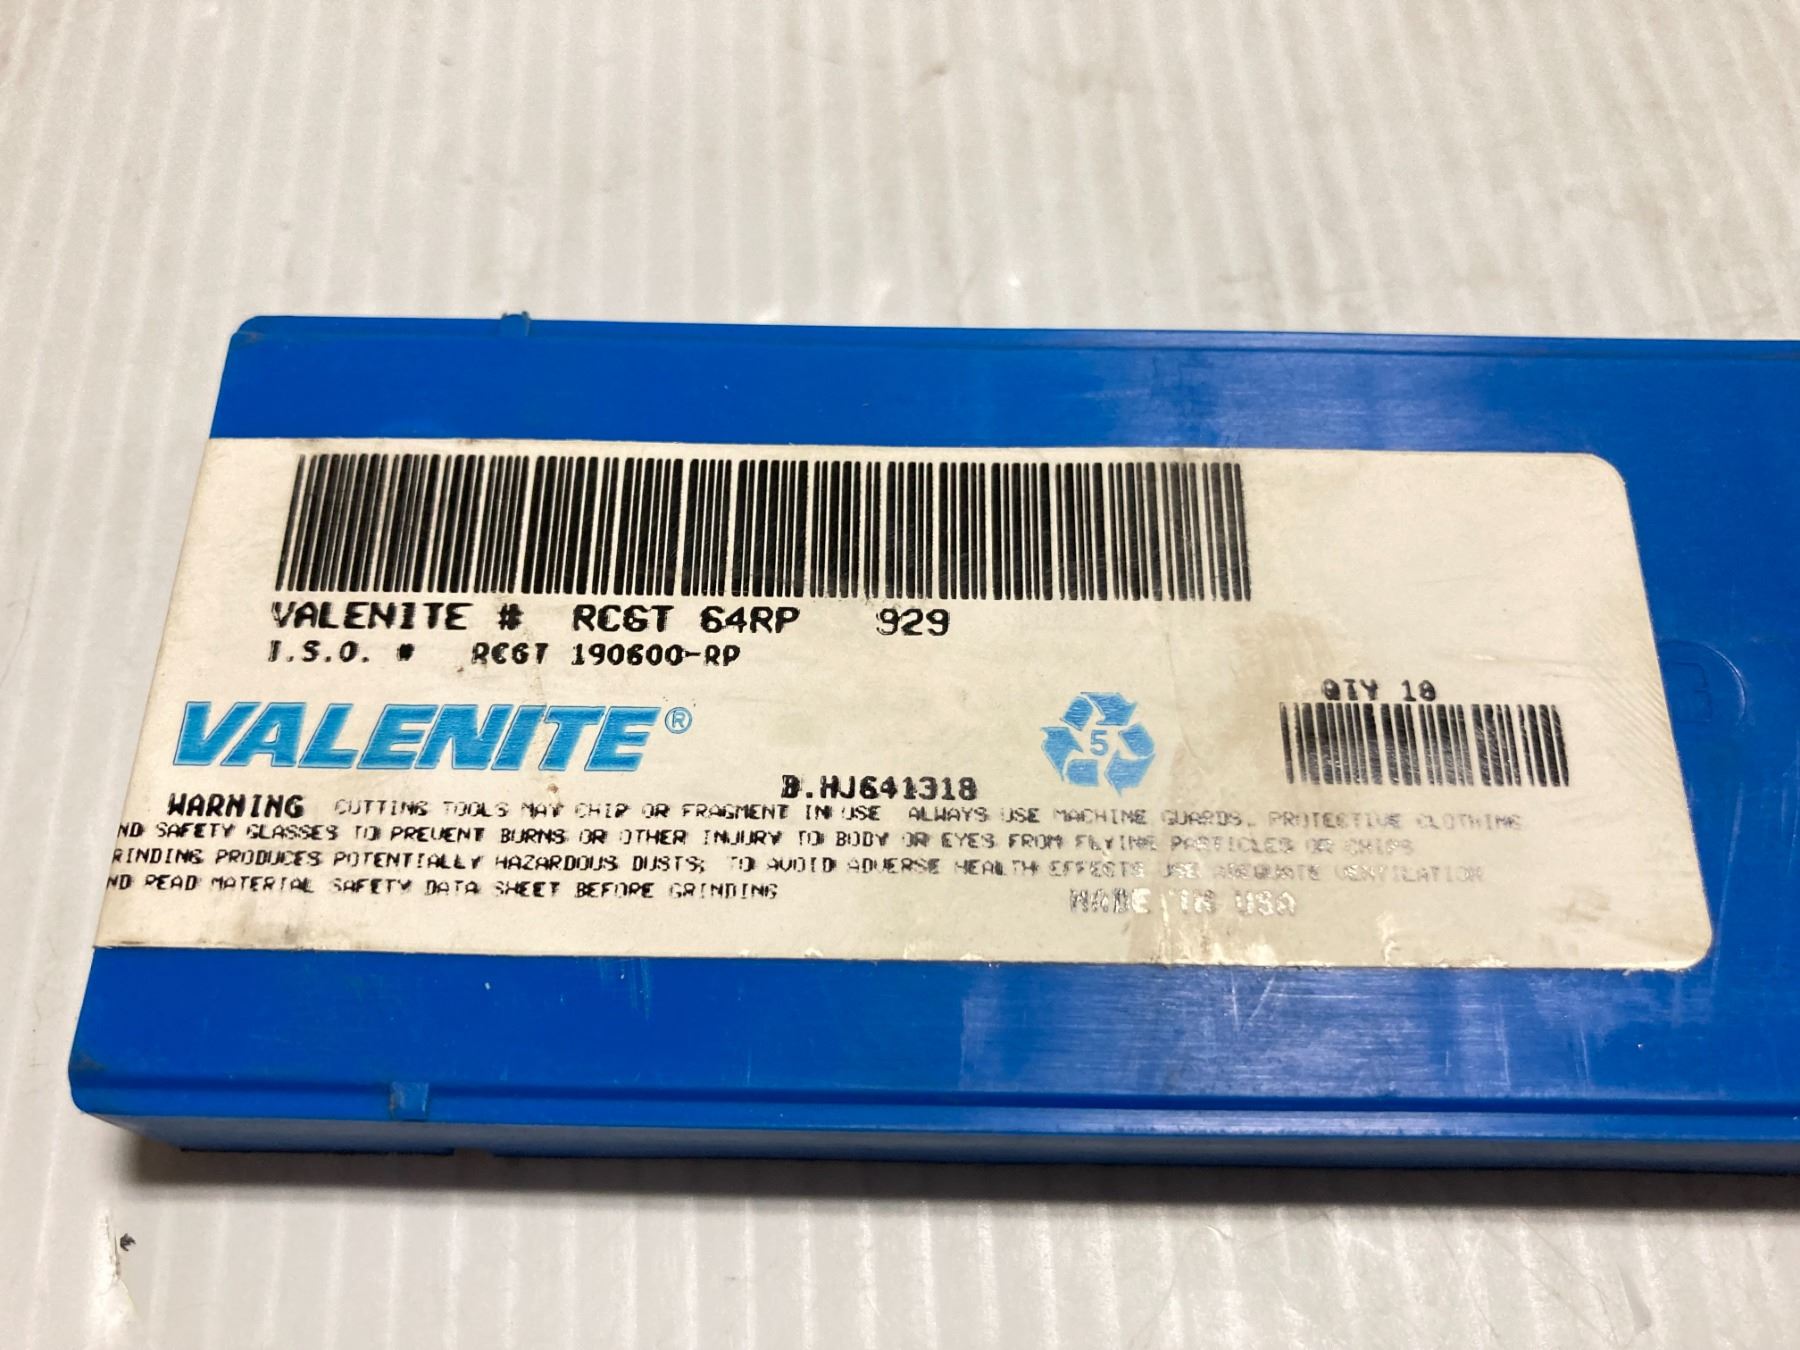 VALENITE # RCGT 64RP 929
I.S.O. # RCGT 190600-RP
QTY 10
VALENITE®
5
D.HJ641318
WARNING CUTTING TOOLS MAY CHIP OR FRAGMENT IN USE ALWAYS USE MACHINE GUARDS, PROTECTIVE CLOTHING
ND SAFETY GLASSES TO PREVENT BURNS OR OTHER INJURY TO BODY OR EYES FROM FLYING PARTICLES OR CHIPS
RINDING PRODUCES POTENTIALLY HAZARDOUS DUSTS; TO AVOID ADVERSE HEALTH EFFECTS USE ADEQUATE VENTILATION
ND READ MATERIAL SAFETY DATA SHEET BEFORE GRINDING
MADE IN USA